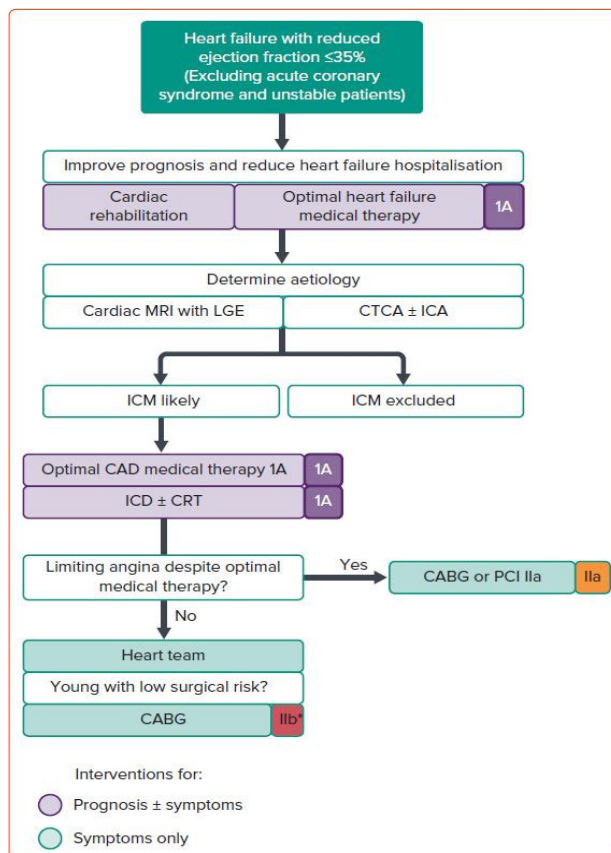 Heart failure with reduced
ejection fraction ≤35%
(Excluding acute coronary
syndrome and unstable patients)
Improve prognosis and reduce heart failure hospitalisation
Cardiac
rehabilitation
Optimal heart failure
medical therapy
1A
Determine aetiology
Cardiac MRI with LGE
CTCA ± ICA
ICM likely
ICM excluded
Optimal CAD medical therapy 1A
1A
ICD ± CRT
1A
Limiting angina despite optimal
medical therapy?
Yes
CABG or PCI IIa
IIa
No
Heart team
Young with low surgical risk?
CABG
IIb*
Interventions for:
Prognosis ± symptoms
Symptoms only